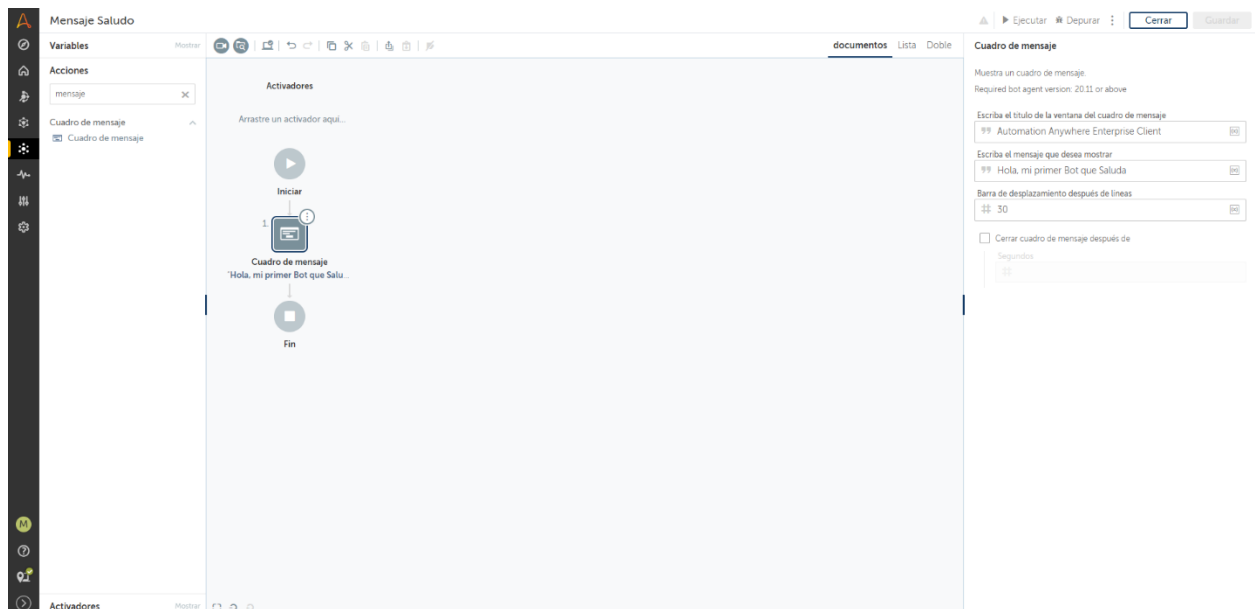 Mensaje Saludo
Ejecutar
Depurar
Cerrar
Guardar
Variables
Mostrar
documentos
Lista
Doble
Acciones
mensaje
Cuadro de mensaje
Cuadro de mensaje
Activadores
Arrastre un activador aquí...
Iniciar
1.
Cuadro de mensaje
"Hola, mi primer Bot que Salu...
Fin
Cuadro de mensaje
Muestra un cuadro de mensaje.
Required bot agent version: 20.11 or above
Escriba el título de la ventana del cuadro de mensaje
Automation Anywhere Enterprise Client
Escriba el mensaje que desea mostrar
Hola, mi primer Bot que Saluda
Barra de desplazamiento después de líneas
# 30
Cerrar cuadro de mensaje después de
Segundos
#
M
Activadores
Mostrar